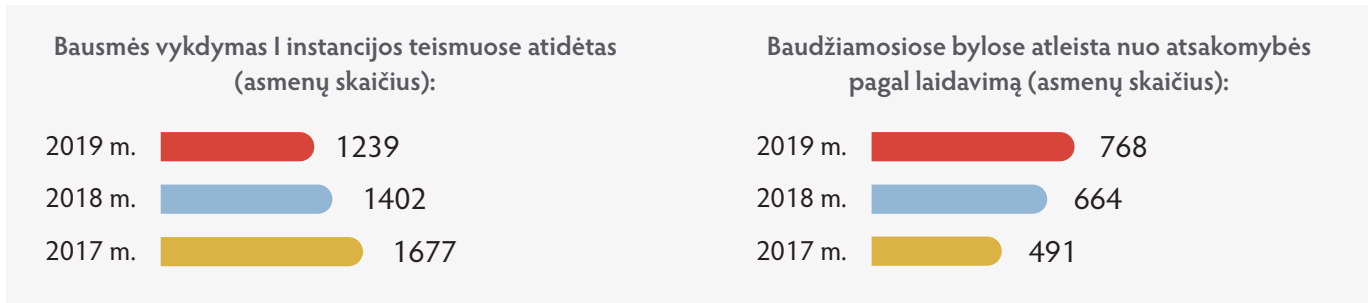 Bausmės vykdymas I instancijos teismuose atidėtas
(asmenų skaičius):
2019 m. 1239
2018 m. 1402
2017 m. 1677
Baudžiamosiose bylose atleista nuo atsakomybės
pagal laidavimą (asmenų skaičius):
2019 m. 768
2018 m. 664
2017 m. 491